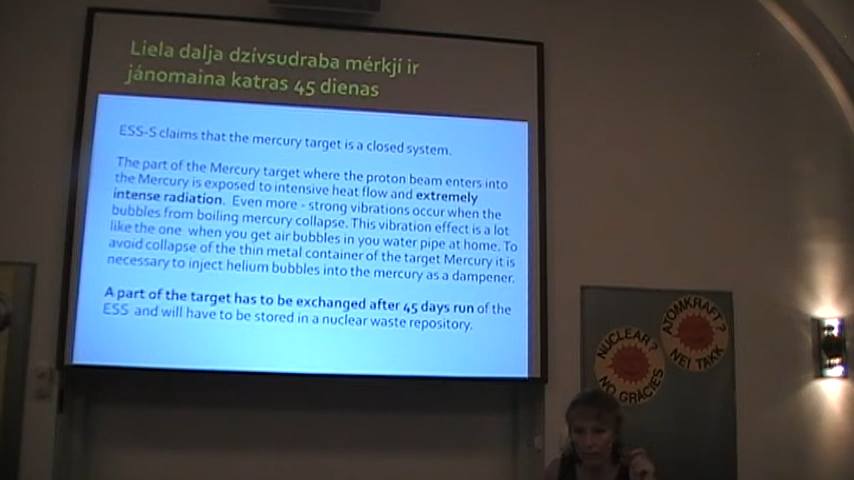 Liela dalja dzívsudraba mérkjí ir
jánomaina katras 45 dienas
ESS-S claims that the mercury target is a closed system.
The part of the Mercury target where the proton beam enters into
the Mercury is exposed to intensive heat flow and extremely
intense radiation. Even more - strong vibrations occur when the
bubbles from boiling mercury collapse. This vibration effect is a lot
like the one when you get air bubbles in you water pipe at home. To
avoid collapse of the thin metal container of the target Mercury it is
necessary to inject helium bubbles into the mercury as a dampener.
A part of the target has to be exchanged after 45 days run of the
ESS and will have to be stored in a nuclear waste repository.
NUCLEAR?
NO GRÀCIES
ATOMKRAFT?
NEI TAKK